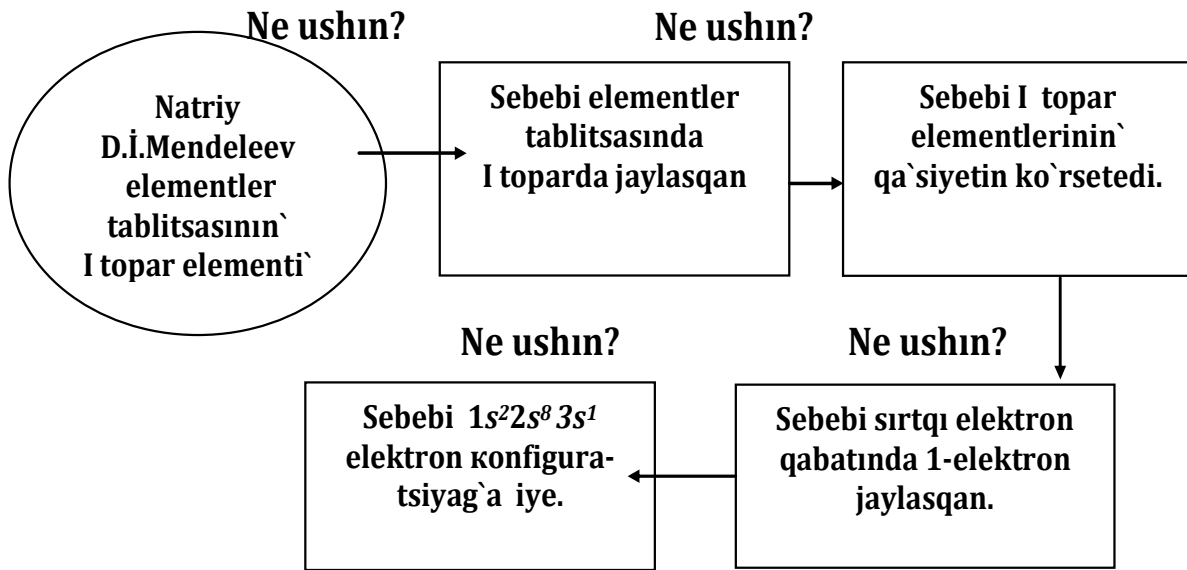 Ne ushın?
Ne ushın?
Natriy
D.İ.Mendeleev
elementler
tablitsasının`
I topar elementi`
Sebebi elementler
tablitsasında
I toparda jaylasqan
Sebebi I topar
elementlerinin`
qa`siyetin ko`rsetedi.
Ne ushın?
Ne ushın?
Sebebi 1s²2s⁸ 3s¹
elektron konfigura-
tsiyag`a iye.
Sebebi sırtqı elektron
qabatında 1-elektron
jaylasqan.